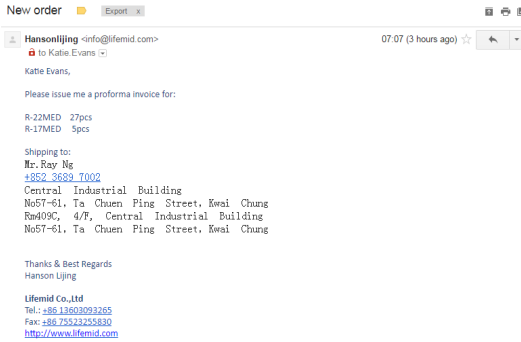 New order Export x
Hansonlijing <info@lifemid.com> 07:07 (3 hours ago)
to Katie.Evans
Katie Evans,
Please issue me a proforma invoice for:
R-22MED 27pcs
R-17MED 5pcs
Shipping to:
Mr.Ray Ng
+852 3689 7002
Central Industrial Building
No57-61, Ta Chuen Ping Street, Kwai Chung
Rm409C, 4/F, Central Industrial Building
No57-61, Ta Chuen Ping Street, Kwai Chung
Thanks & Best Regards
Hanson Lijing
Lifemid Co.,Ltd
Tel.: +86 13603093265
Fax: +86 75523255830
http://www.lifemid.com